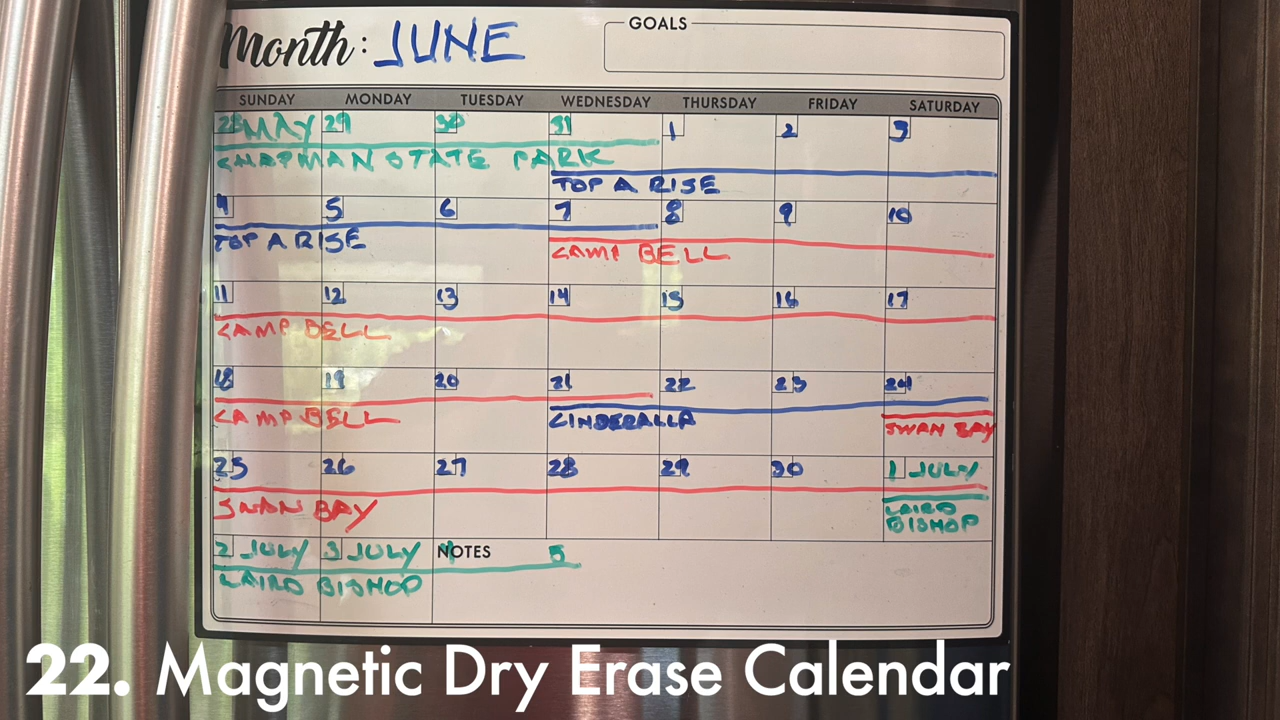 Month: JUNE
GOALS
SUNDAY MONDAY TUESDAY WEDNESDAY THURSDAY FRIDAY SATURDAY
28 MAY 29 30 31 1 2 3
CHAPMAN STATE PARK
TOP A RISE
4 5 6 7 8 9 10
TOP A RISE
CAMP BELL
11 12 13 14 15 16 17
CAMP BELL
18 19 20 21 22 23 24
CAMP BELL CINDERALLA SWAN BAY
25 26 27 28 29 30 1 JULY
SWAN BAY
LAIRD
BISHOP
2 JULY 3 JULY NOTES 5
LAIRD BISHOP
22. Magnetic Dry Erase Calendar